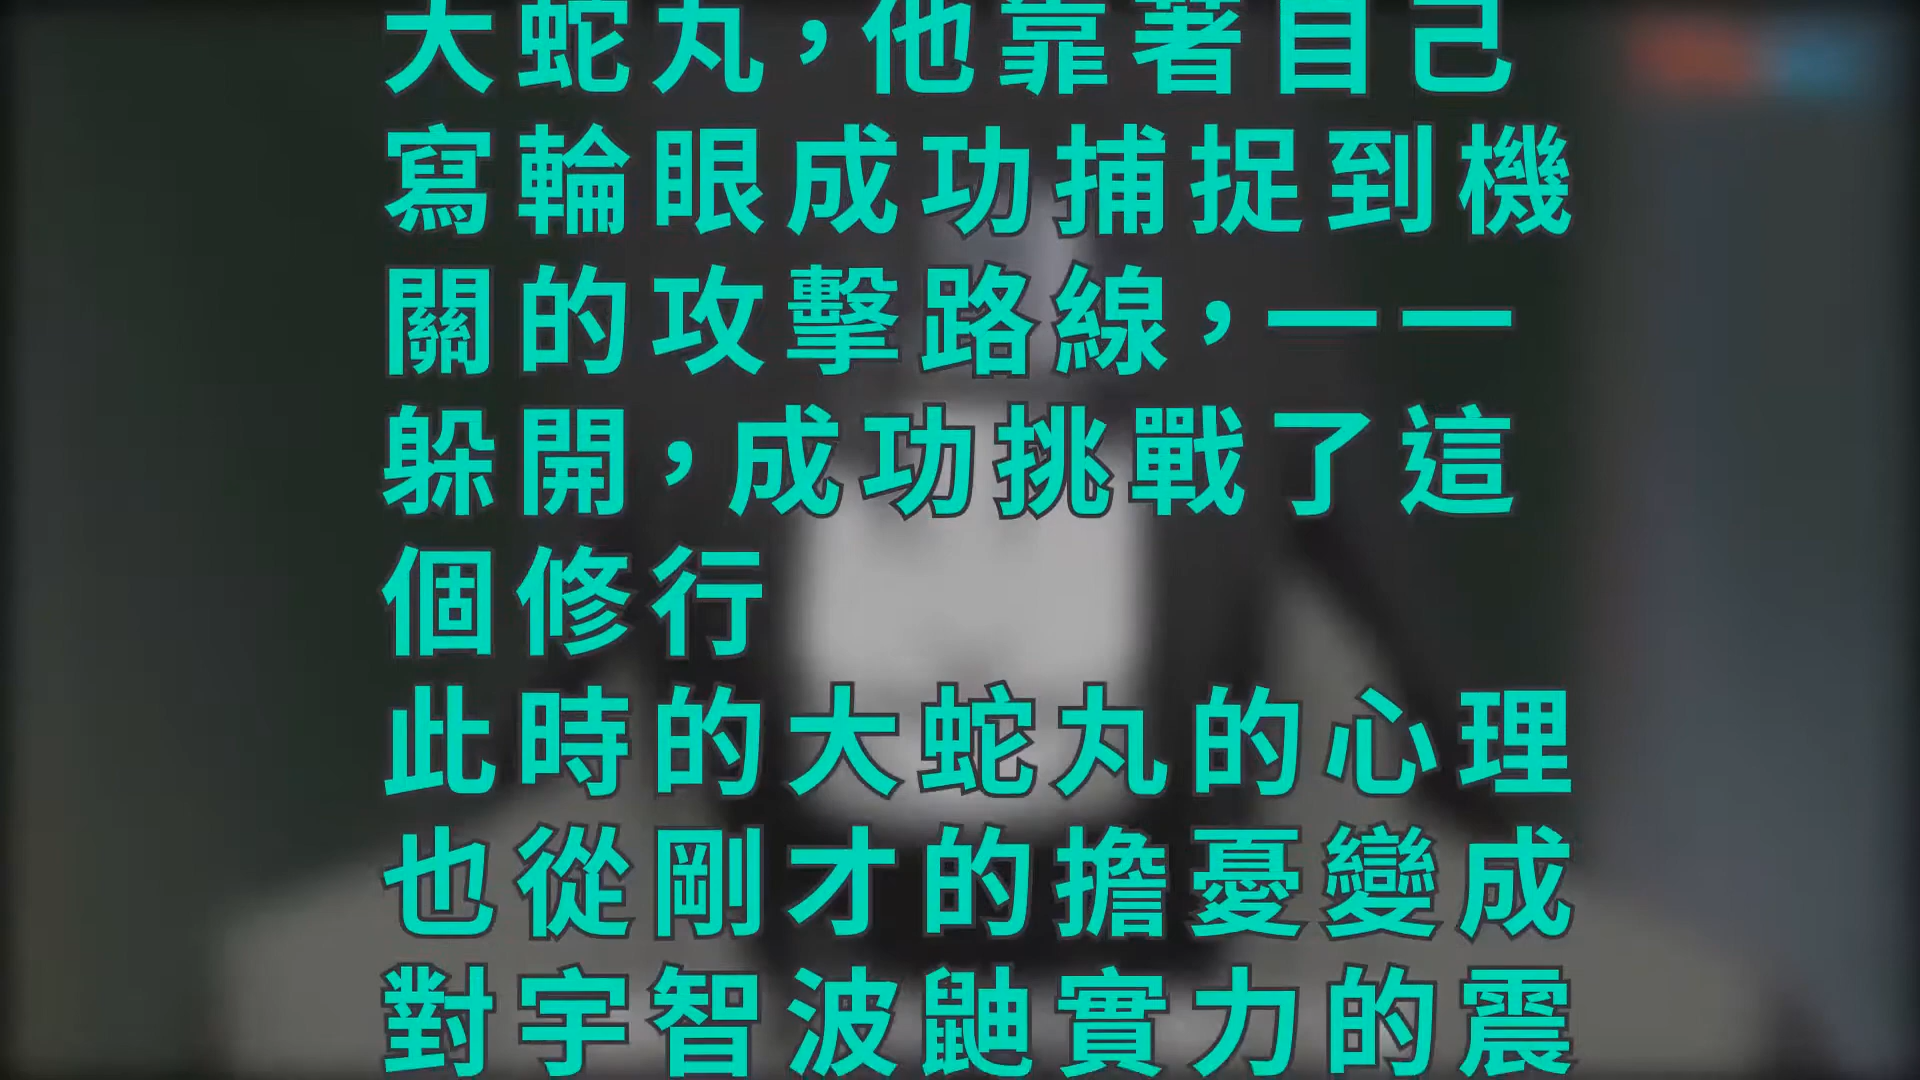 大蛇丸，他靠著自己
寫輪眼成功捕捉到機
關的攻擊路線，一一
躲開，成功挑戰了這
個修行
此時的大蛇丸的心理
也從剛才的擔憂變成
對宇智波鼬實力的震